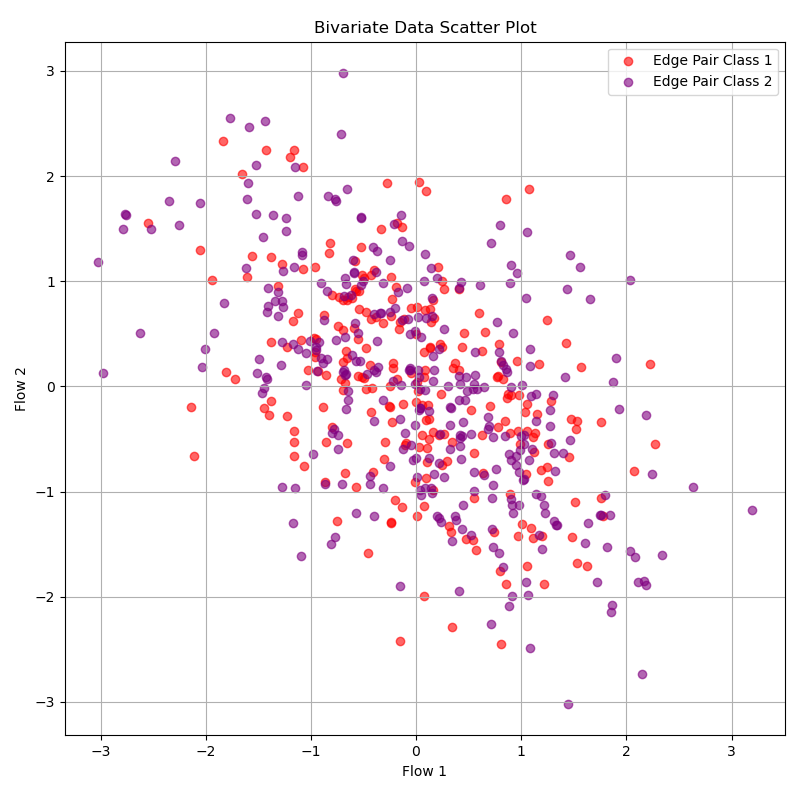 Bivariate Data Scatter Plot
Edge Pair Class 1
Edge Pair Class 2
3
2
1
0
−1
−2
−3
Flow 2
−3
−2
−1
0
1
2
3
Flow 1